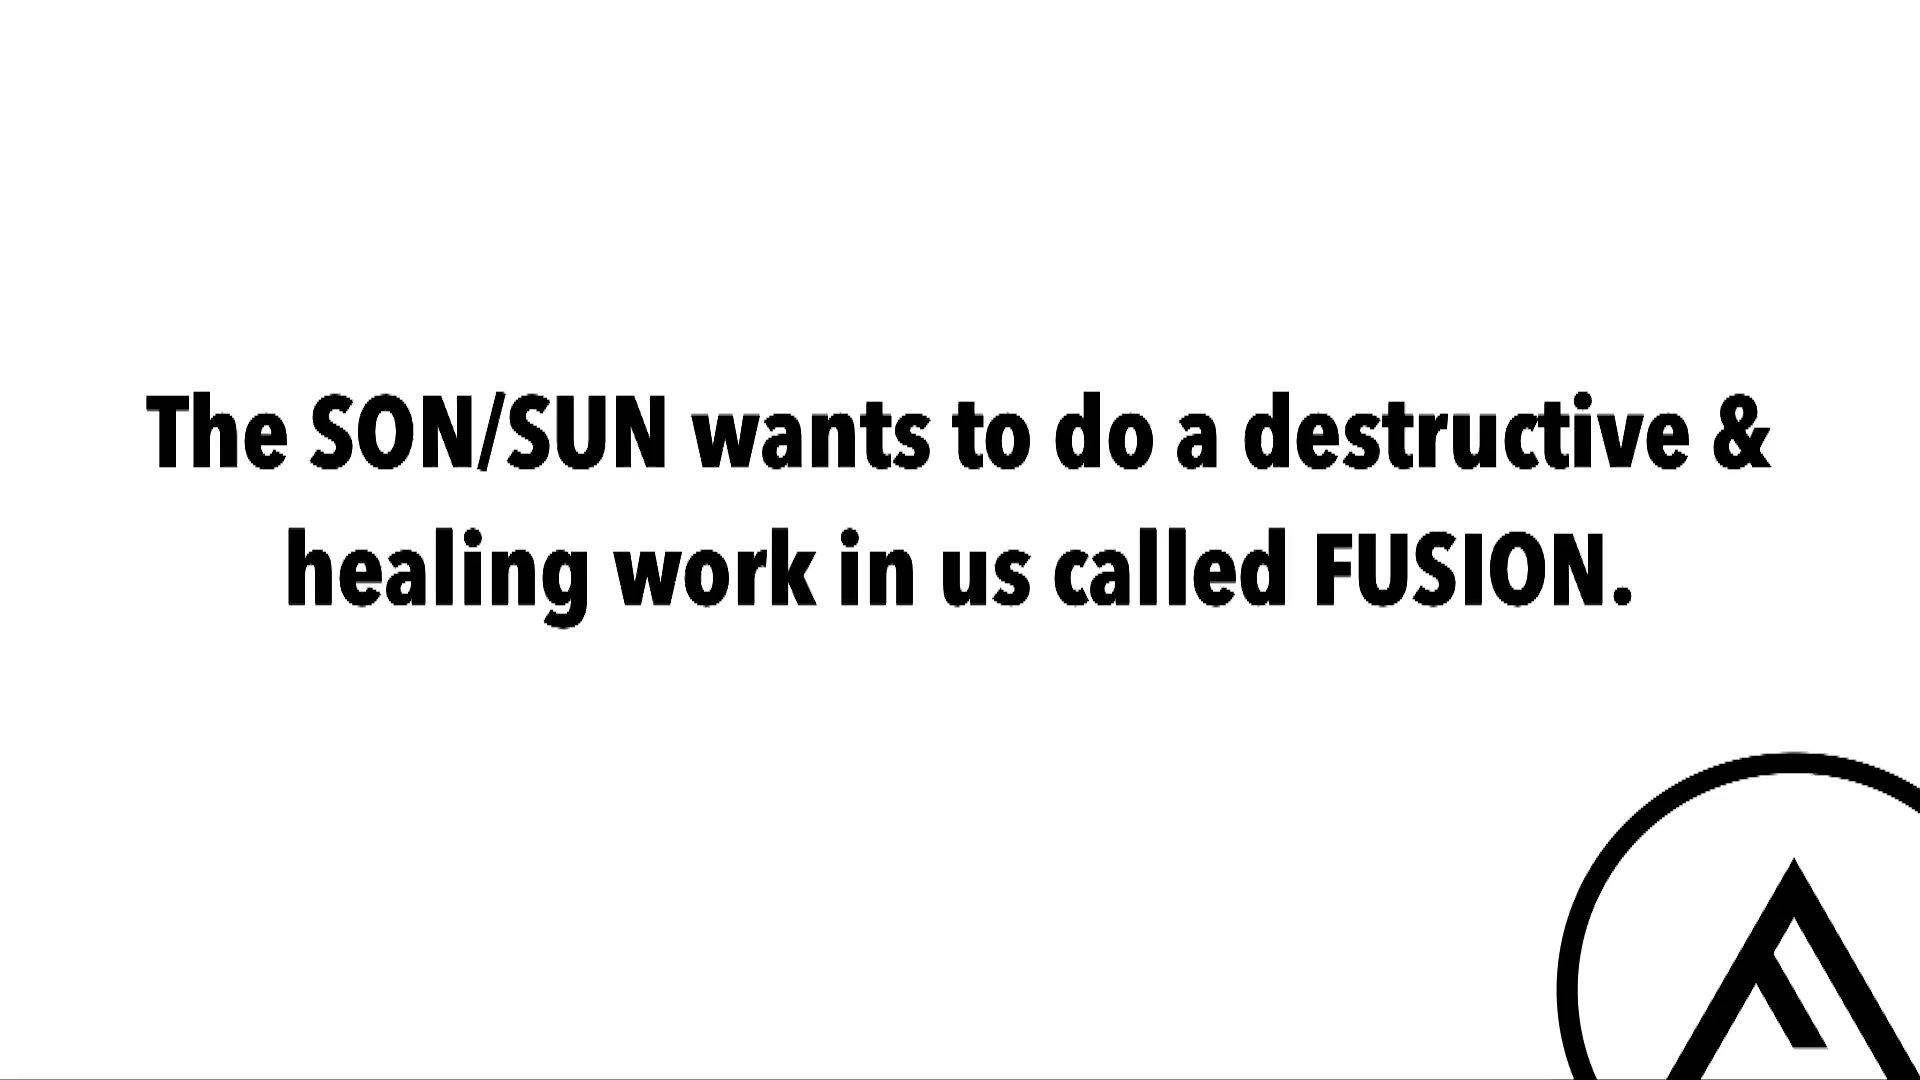 The SON/SUN wants to do a destructive &
healing work in us called FUSION.